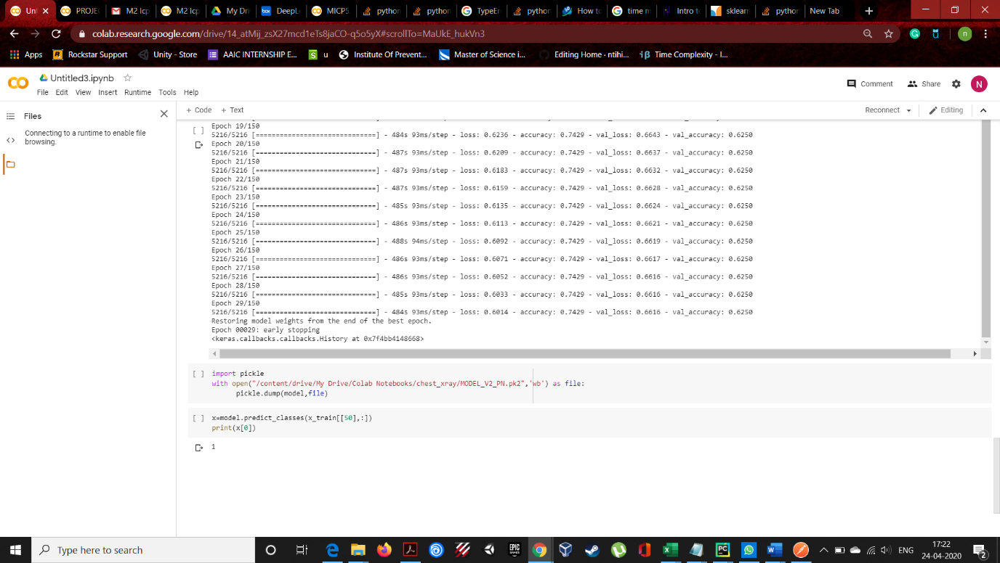 Unt
PROJEC
M2 Icp
M2 Icp
My Dri
box
DeepL
MICP5
python
python
TypeEr
python
How to
time m
Intro to
sklearn
python
New Tab
colab.research.google.com/drive/14_atMij_zsX27mcd1eTs8jaCO-q5o5yX#scrollTo=MaUkE_hukVn3
n
Apps
Rockstar Support
Unity - Store
AAIC INTERNSHIP E...
S u
Institute Of Prevent...
Master of Science i...
Editing Home · ntihi...
Time Complexity - I...
Untitled3.ipynb
File Edit View Insert Runtime Tools Help
Comment
Share
N
Files
Connecting to a runtime to enable file
browsing.
+ Code + Text
Reconnect
Editing
Epoch 19/150
[ ]
5216/5216 [==============================] - 484s 93ms/step - loss: 0.6236 - accuracy: 0.7429 - val_loss: 0.6643 - val_accuracy: 0.6250
Epoch 20/150
5216/5216 [==============================] - 487s 93ms/step - loss: 0.6209 - accuracy: 0.7429 - val_loss: 0.6637 - val_accuracy: 0.6250
Epoch 21/150
5216/5216 [==============================] - 487s 93ms/step - loss: 0.6183 - accuracy: 0.7429 - val_loss: 0.6632 - val_accuracy: 0.6250
Epoch 22/150
5216/5216 [==============================] - 487s 93ms/step - loss: 0.6159 - accuracy: 0.7429 - val_loss: 0.6628 - val_accuracy: 0.6250
Epoch 23/150
5216/5216 [==============================] - 485s 93ms/step - loss: 0.6135 - accuracy: 0.7429 - val_loss: 0.6624 - val_accuracy: 0.6250
Epoch 24/150
5216/5216 [==============================] - 486s 93ms/step - loss: 0.6113 - accuracy: 0.7429 - val_loss: 0.6621 - val_accuracy: 0.6250
Epoch 25/150
5216/5216 [==============================] - 488s 94ms/step - loss: 0.6092 - accuracy: 0.7429 - val_loss: 0.6619 - val_accuracy: 0.6250
Epoch 26/150
5216/5216 [==============================] - 486s 93ms/step - loss: 0.6071 - accuracy: 0.7429 - val_loss: 0.6617 - val_accuracy: 0.6250
Epoch 27/150
5216/5216 [==============================] - 486s 93ms/step - loss: 0.6052 - accuracy: 0.7429 - val_loss: 0.6616 - val_accuracy: 0.6250
Epoch 28/150
5216/5216 [==============================] - 485s 93ms/step - loss: 0.6033 - accuracy: 0.7429 - val_loss: 0.6616 - val_accuracy: 0.6250
Epoch 29/150
5216/5216 [==============================] - 484s 93ms/step - loss: 0.6014 - accuracy: 0.7429 - val_loss: 0.6616 - val_accuracy: 0.6250
Restoring model weights from the end of the best epoch.
Epoch 00029: early stopping
<keras.callbacks.callbacks.History at 0x7f4bb4148668>
[ ] import pickle
with open("/content/drive/My Drive/Colab Notebooks/chest_xray/MODEL_V2_PN.pk2",'wb') as file:
pickle.dump(model,file)
[ ] x=model.predict_classes(x_train[[50],:])
print(x[0])
1
Type here to search
EPIC GAMES
PC
ENG
17:22
24-04-2020
2